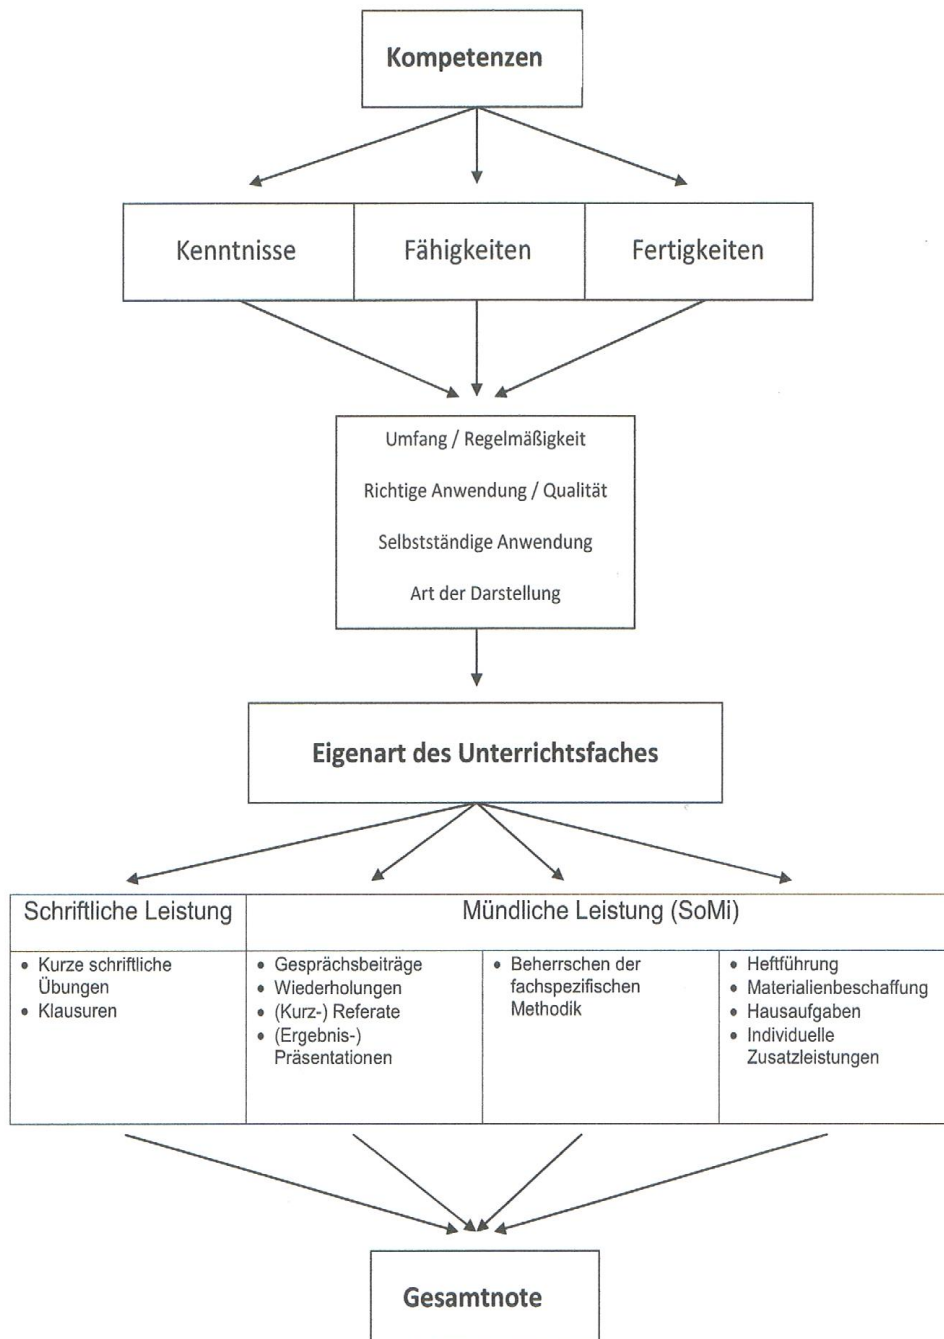 Kompetenzen
Kenntnisse
Fähigkeiten
Fertigkeiten
Umfang / Regelmäßigkeit
Richtige Anwendung / Qualität
Selbstständige Anwendung
Art der Darstellung
Eigenart des Unterrichtsfaches
Schriftliche Leistung
Mündliche Leistung (SoMi)
• Kurze schriftliche
Übungen
• Klausuren
• Gesprächsbeiträge
• Wiederholungen
• (Kurz-) Referate
• (Ergebnis-)
Präsentationen
• Beherrschen der
fachspezifischen
Methodik
• Heftführung
• Materialienbeschaffung
• Hausaufgaben
• Individuelle
Zusatzleistungen
Gesamtnote